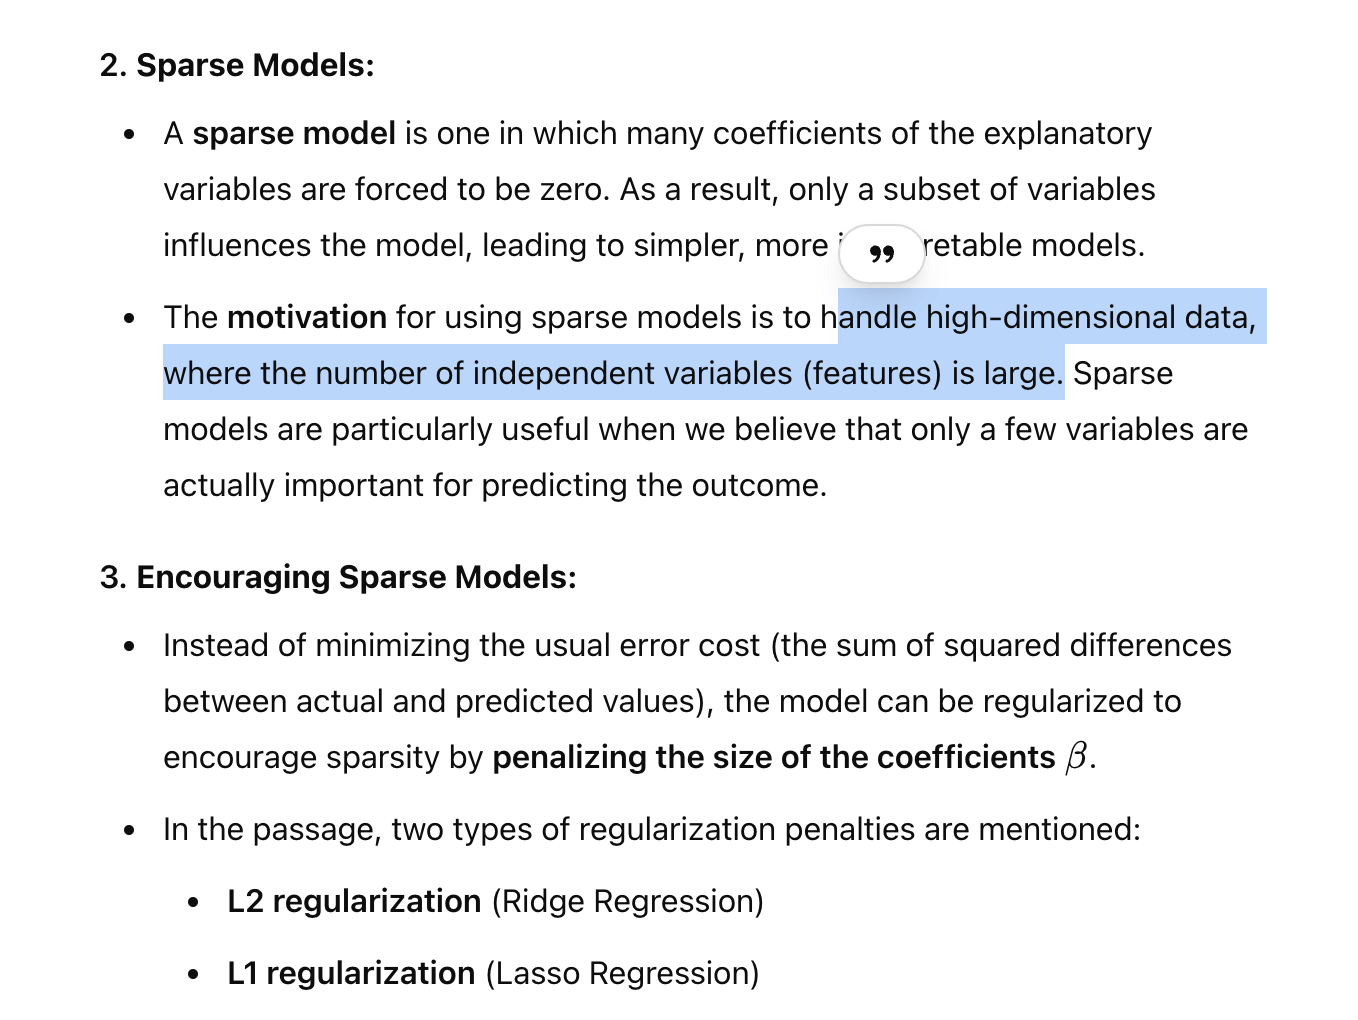 2. Sparse Models:
• A sparse model is one in which many coefficients of the explanatory
variables are forced to be zero. As a result, only a subset of variables
influences the model, leading to simpler, more models.
• The motivation for using sparse models is to handle high-dimensional data,
where the number of independent variables (features) is large. Sparse
models are particularly useful when we believe that only a few variables are
actually important for predicting the outcome.
3. Encouraging Sparse Models:
• Instead of minimizing the usual error cost (the sum of squared differences
between actual and predicted values), the model can be regularized to
encourage sparsity by penalizing the size of the coefficients β.
• In the passage, two types of regularization penalties are mentioned:
• L2 regularization (Ridge Regression)
• L1 regularization (Lasso Regression)